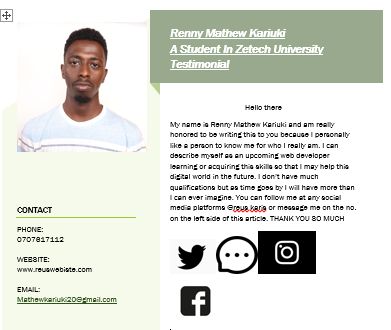 Renny Mathew Kariuki
A Student In Zetech University
Testimonial
Hello there
My name is Renny Mathew Kariuki and am really
honored to be writing this to you because I personally
like a person to know me for who I really am. I can
describe myself as an upcoming web developer
learning or acquiring this skills so that I may help this
digital world in the future. I don't have much
qualifications but as time goes by I will have more than
I can ever imagine. You can follow me at any social
media platforms @reus.karis or message me on the no.
on the left side of this article. THANK YOU SO MUCH
CONTACT
PHONE:
0707617112
WEBSITE:
www.reuswebiste.com
EMAIL:
Mathewkariuki20@gmail.com